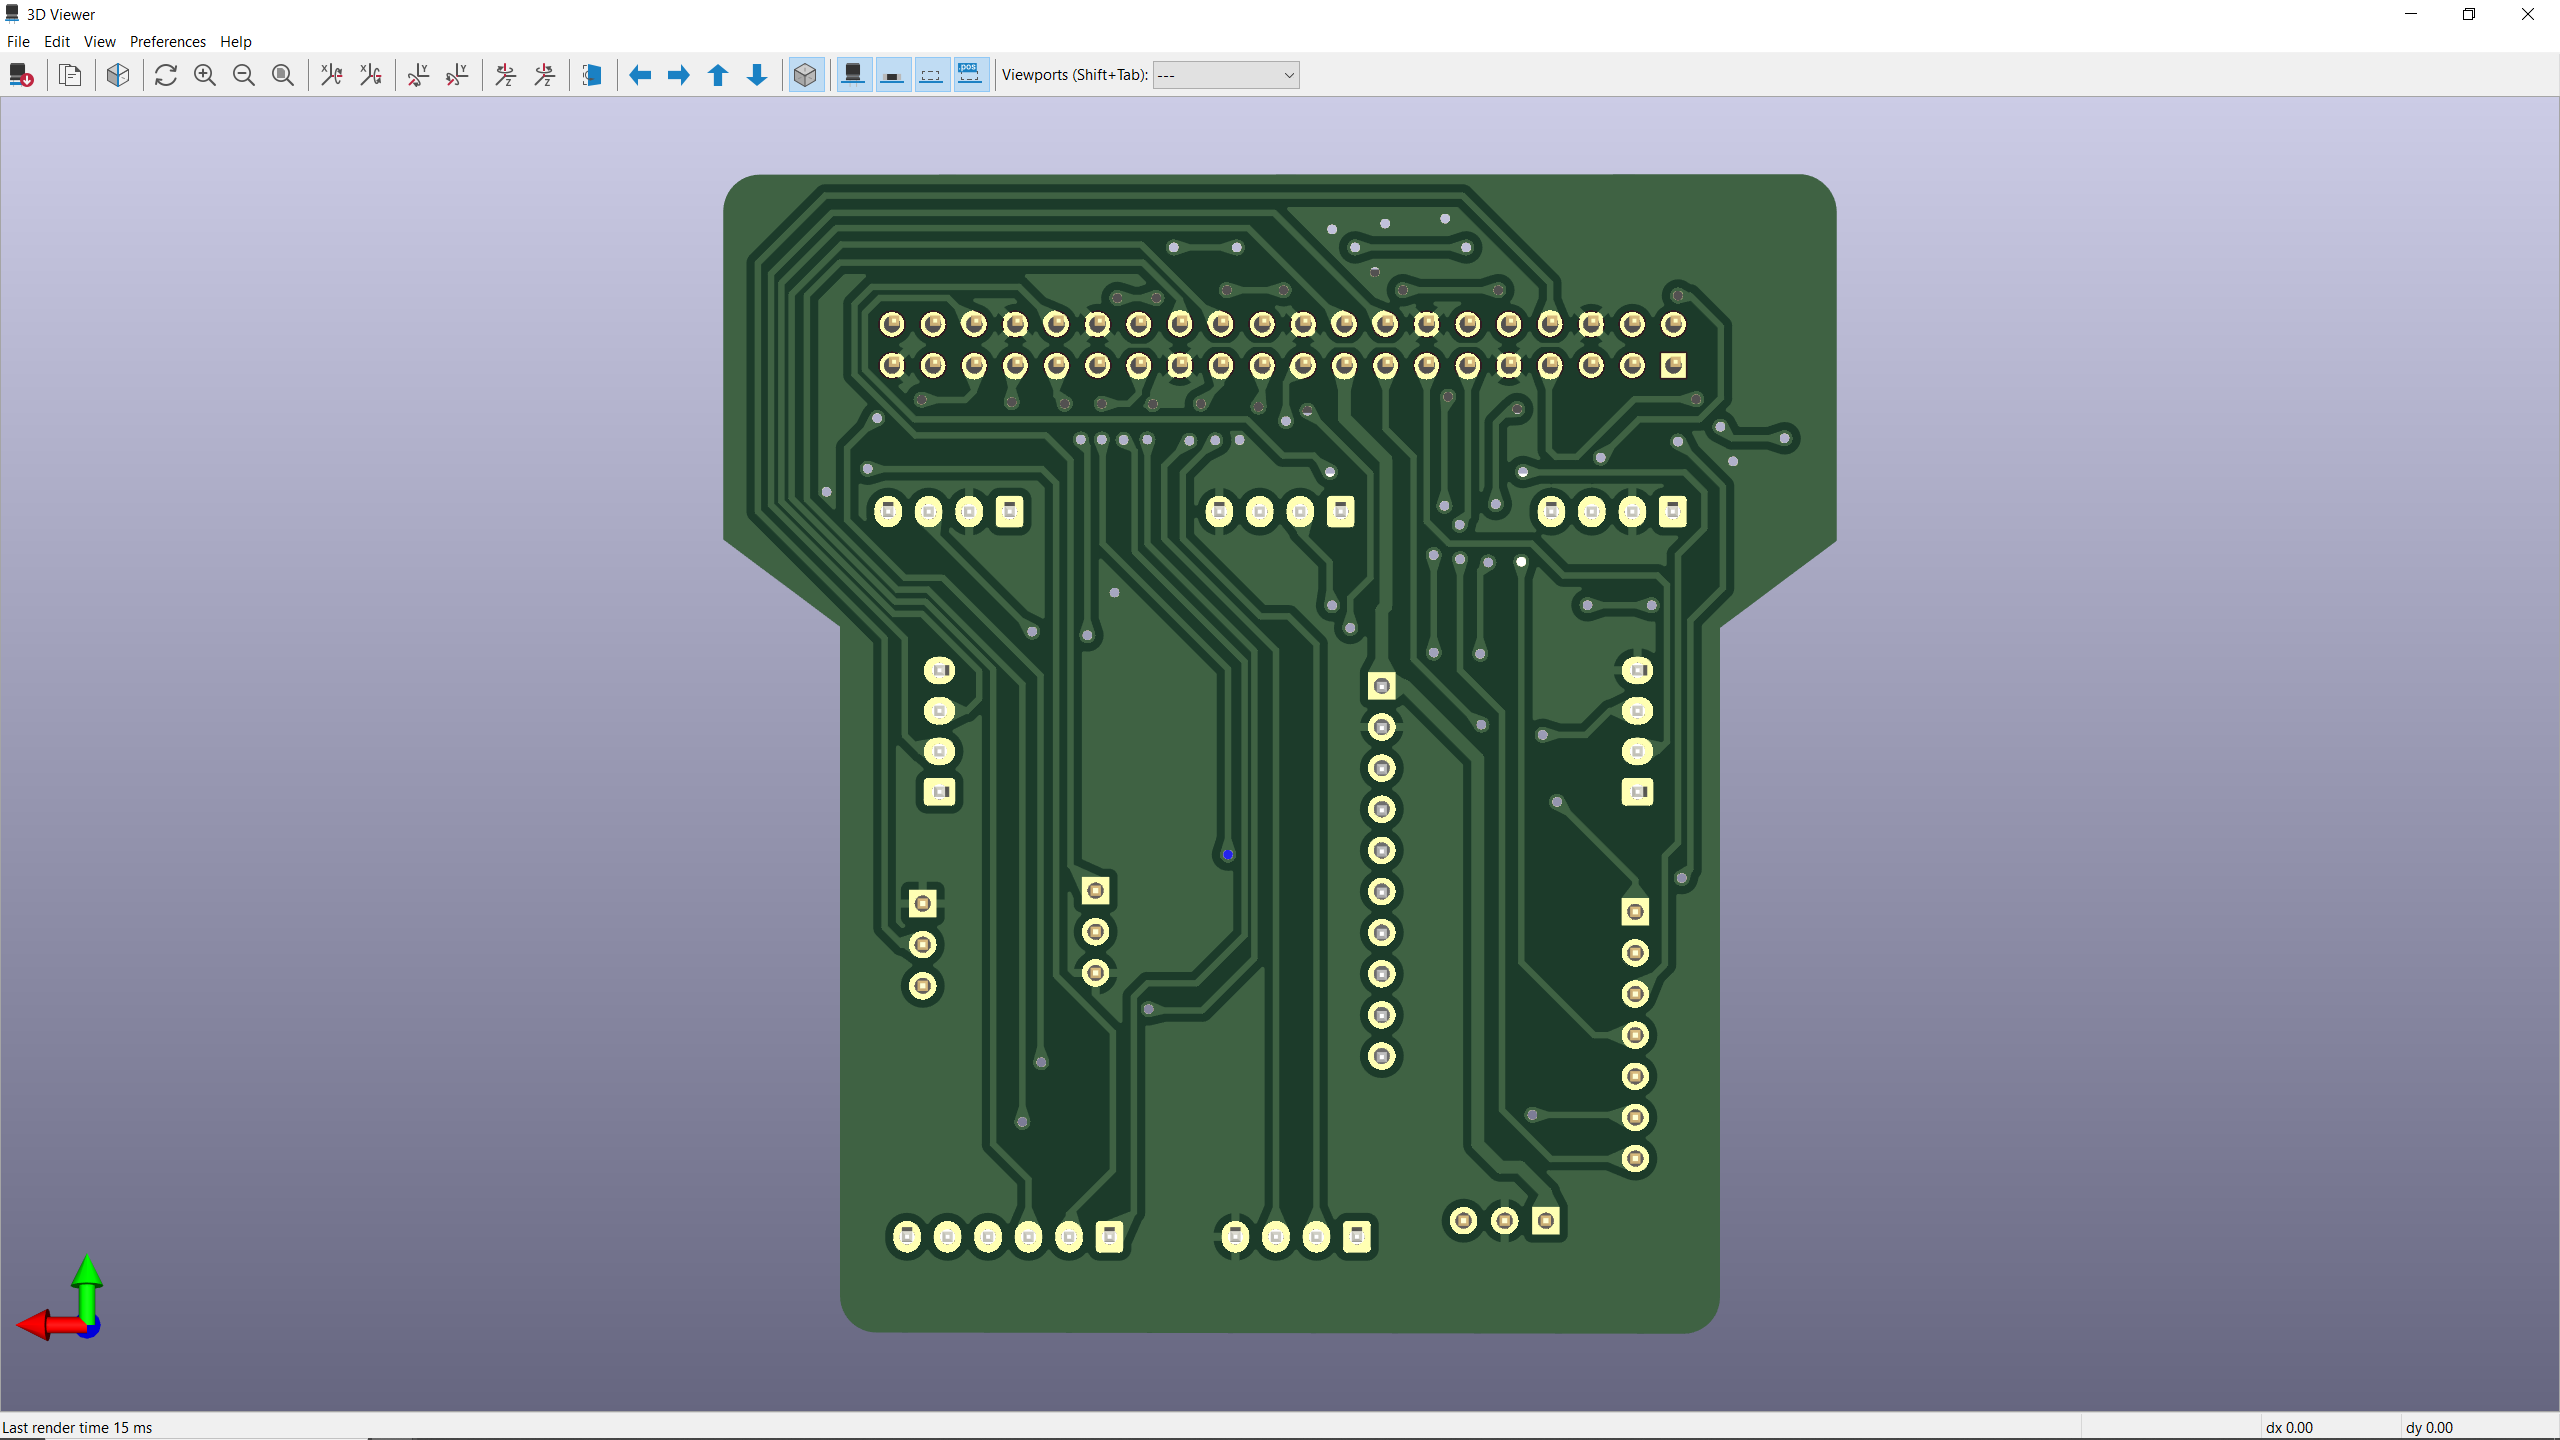 3D Viewer
File Edit View Preferences Help
X X Y Y Z Z .pos Viewports (Shift+Tab): ---
Last render time 15 ms dx 0.00 dy 0.00